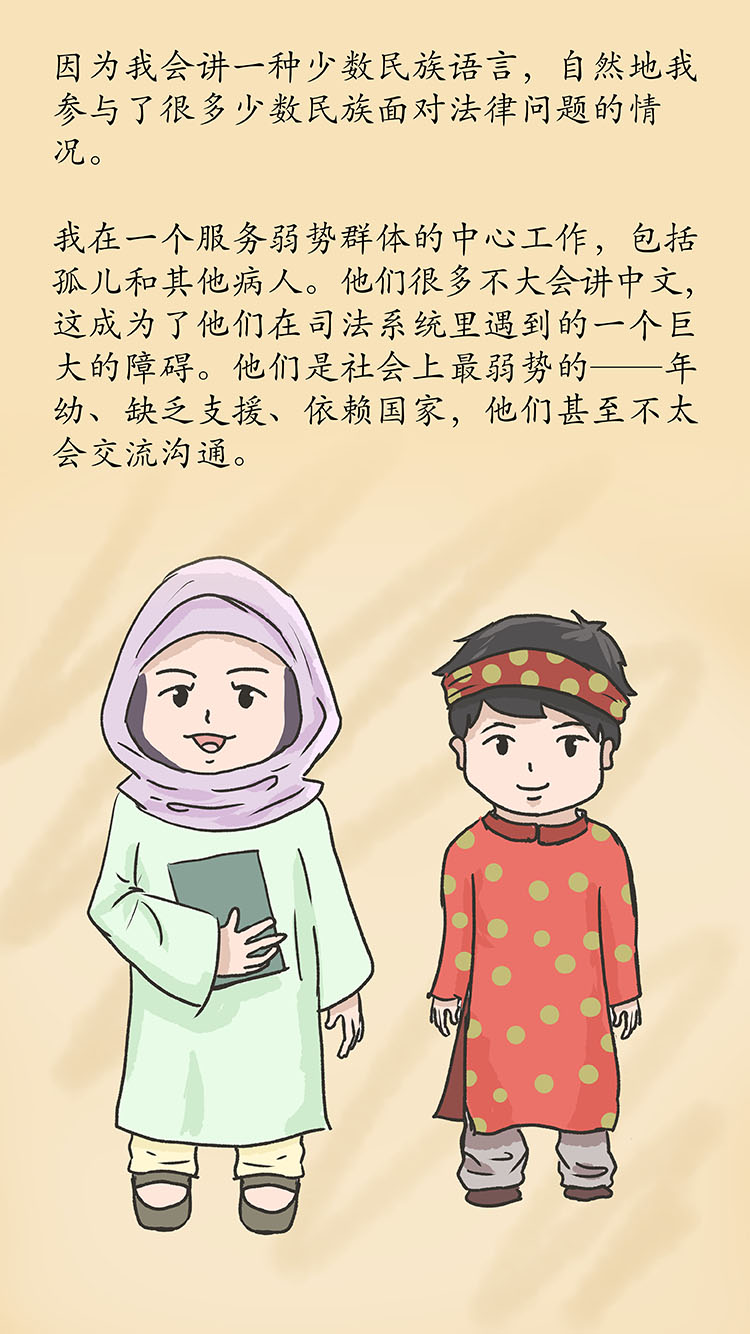 因为我会讲一种少数民族语言，自然地我
参与了很多少数民族面对法律问题的情
况。
我在一个服务弱势群体的中心工作，包括
孤儿和其他病人。他们很多不大会讲中文，
这成为了他们在司法系统里遇到的一个巨
大的障碍。他们是社会上最弱势的——年
幼、缺乏支援、依赖国家，他们甚至不太
会交流沟通。